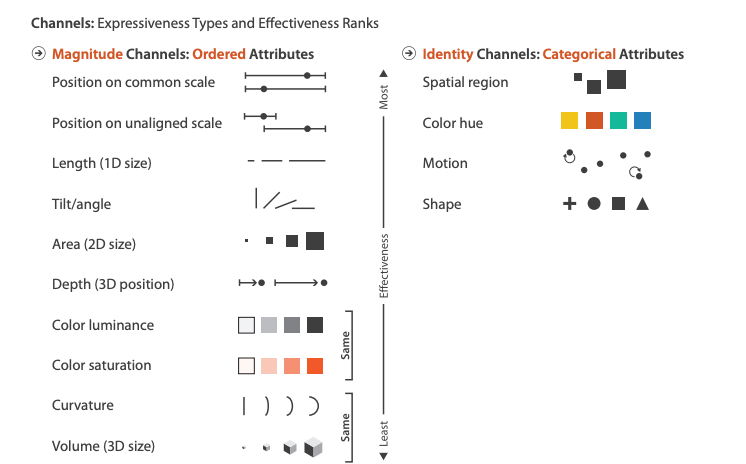 Channels: Expressiveness Types and Effectiveness Ranks
Magnitude Channels: Ordered Attributes
Position on common scale
Position on unaligned scale
Length (1D size)
Tilt/angle
Area (2D size)
Depth (3D position)
Color luminance
Color saturation
Curvature
Volume (3D size)
Same
Same
Most
Effectiveness
Least
Identity Channels: Categorical Attributes
Spatial region
Color hue
Motion
Shape